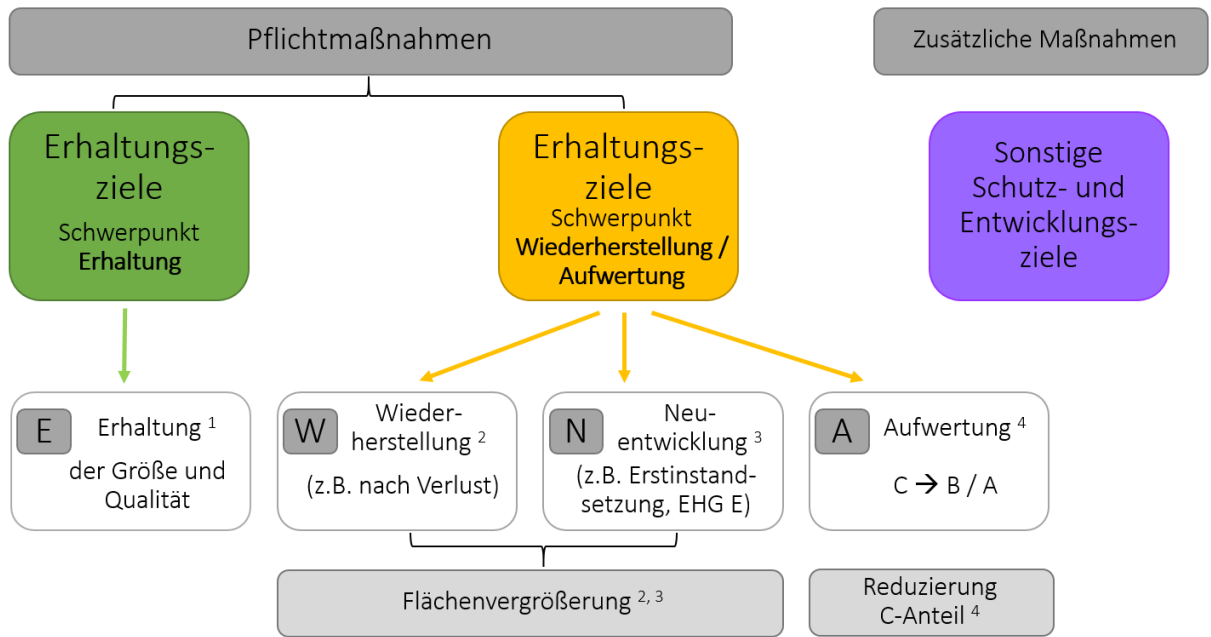 Pflichtmaßnahmen
Zusätzliche Maßnahmen
Erhaltungs-
ziele
Schwerpunkt
Erhaltung
Erhaltungs-
ziele
Schwerpunkt
Wiederherstellung /
Aufwertung
Sonstige
Schutz- und
Entwicklungs-
ziele
E
Erhaltung ¹
der Größe und
Qualität
W
Wieder-
herstellung ²
(z.B. nach Verlust)
N
Neu-
entwicklung ³
(z.B. Erstinstand-
setzung, EHG E)
A
Aufwertung ⁴
C → B / A
Flächenvergrößerung ²˒ ³
Reduzierung
C-Anteil ⁴